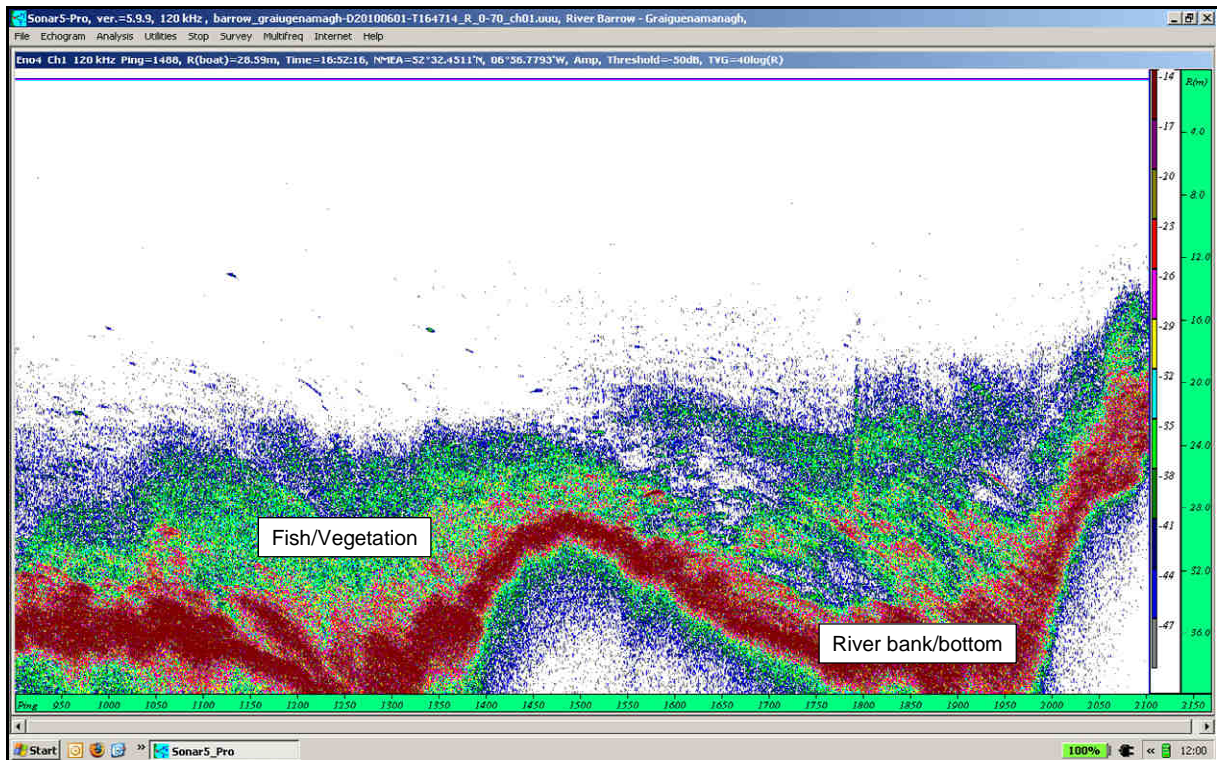 Sonar5-Pro, ver.=5.9.9, 120 kHz, barrow_graiugenamagh-D20100601-T164714_R_0-70_ch01.uuu, River Barrow - Graiguenamanagh,
File Echogram Analysis Utilities Stop Survey Multifreq Internet Help
Eno4 Ch1 120 kHz Ping=1488, R(boat)=28.59m, Time=16:52:16, NMEA=52°32.4511'N, 06°56.7793'W, Amp, Threshold=-50dB, TVG=40log(R)
-14 R(m)
-17 4.0
-20 8.0
-23
-26 12.0
-29 16.0
-32 20.0
-35
-38 24.0
-41 28.0
-44 32.0
-47 36.0
Fish/Vegetation
River bank/bottom
Ping 950 1000 1050 1100 1150 1200 1250 1300 1350 1400 1450 1500 1550 1600 1650 1700 1750 1800 1850 1900 1950 2000 2050 2100 2150
Start » Sonar5_Pro 100% « 12:00